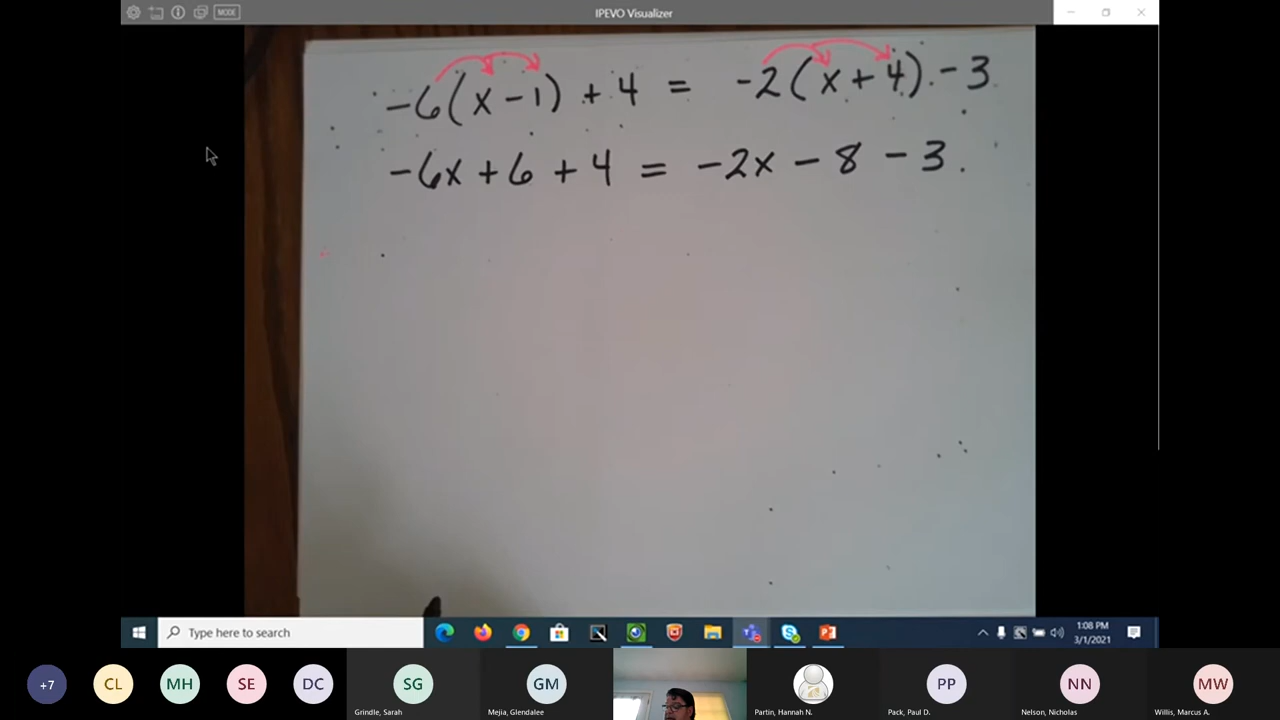 IPEVO Visualizer
MODE
-6(x-1)+4 = -2(x+4)-3
-6x+6+4 = -2x-8-3.
Type here to search
1:08 PM
3/1/2021
+7
CL
MH
SE
DC
SG
GM
PP
NN
MW
Grindle, Sarah
Mejia, Glendalee
Partin, Hannah N.
Pack, Paul D.
Nelson, Nicholas
Willis, Marcus A.